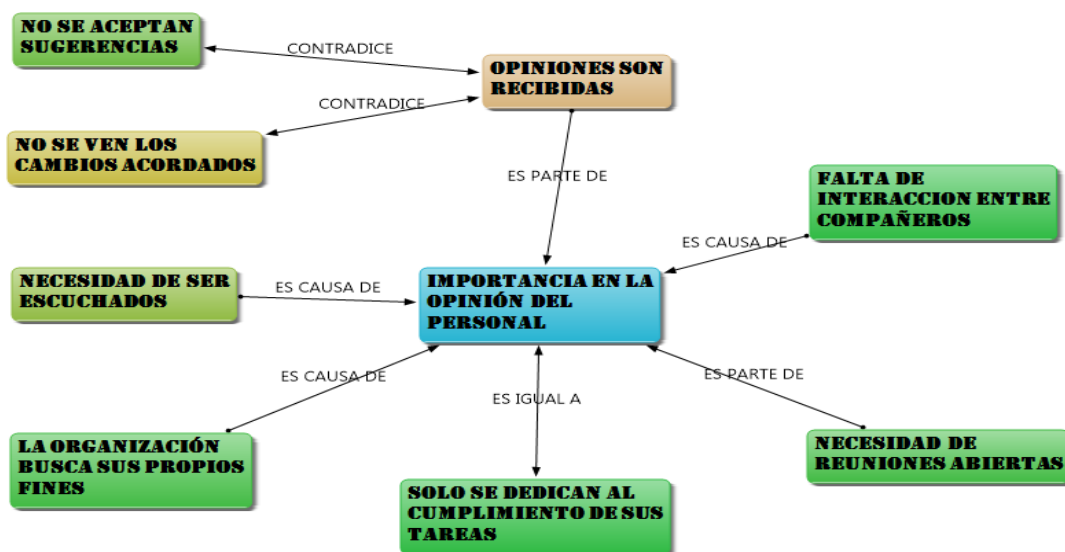 NO SE ACEPTAN
SUGERENCIAS
CONTRADICE
OPINIONES SON
RECIBIDAS
CONTRADICE
NO SE VEN LOS
CAMBIOS ACORDADOS
ES PARTE DE
FALTA DE
INTERACCION ENTRE
COMPAÑEROS
ES CAUSA DE
NECESIDAD DE SER
ESCUCHADOS
ES CAUSA DE
IMPORTANCIA EN LA
OPINIÓN DEL
PERSONAL
ES CAUSA DE
ES IGUAL A
ES PARTE DE
LA ORGANIZACIÓN
BUSCA SUS PROPIOS
FINES
SOLO SE DEDICAN AL
CUMPLIMIENTO DE SUS
TAREAS
NECESIDAD DE
REUNIONES ABIERTAS